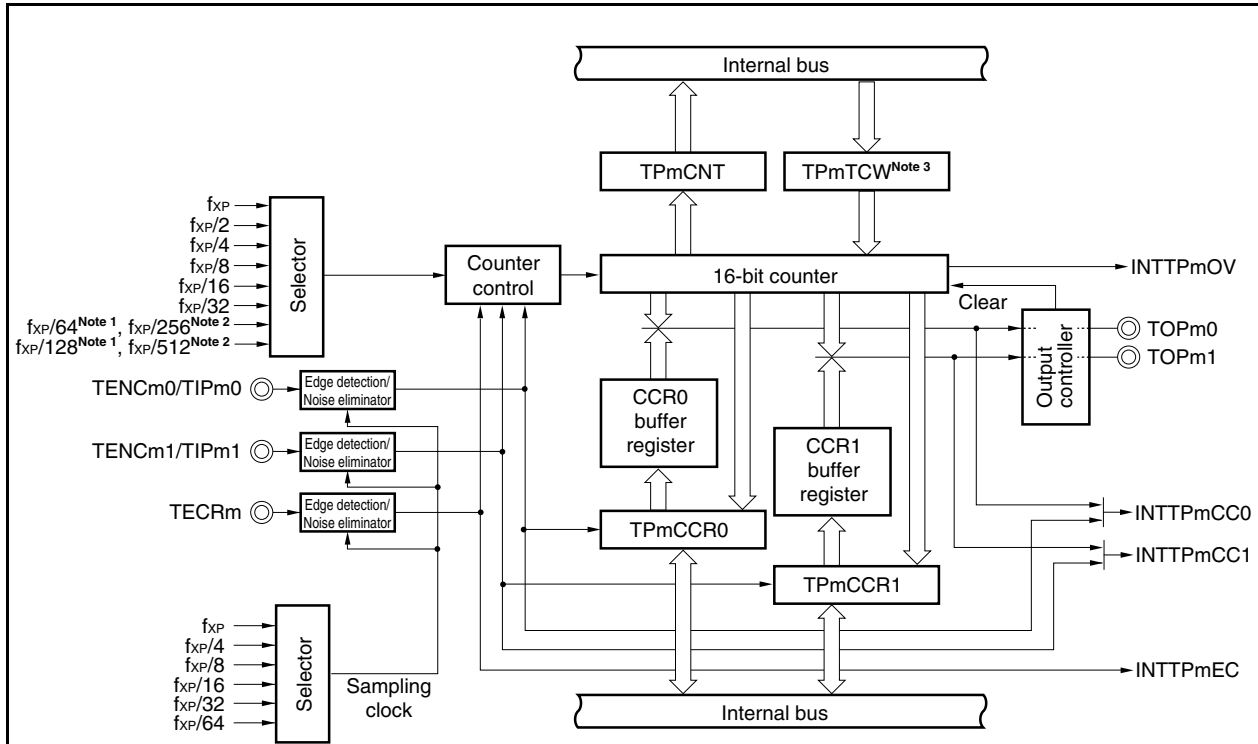 Internal bus
TPmCNT
TPmTCWNote 3
fXP
fXP/2
fXP/4
fXP/8
fXP/16
fXP/32
fXP/64Note 1, fXP/256Note 2
fXP/128Note 1, fXP/512Note 2
Selector
Counter
control
16-bit counter
INTTPmOV
Clear
TOPm0
TOPm1
Output
controller
TENCm0/TIPm0
Edge detection/
Noise eliminator
TENCm1/TIPm1
Edge detection/
Noise eliminator
TECRm
Edge detection/
Noise eliminator
CCR0
buffer
register
CCR1
buffer
register
TPmCCR0
TPmCCR1
INTTPmCC0
INTTPmCC1
INTTPmEC
fXP
fXP/4
fXP/8
fXP/16
fXP/32
fXP/64
Selector
Sampling
clock
Internal bus